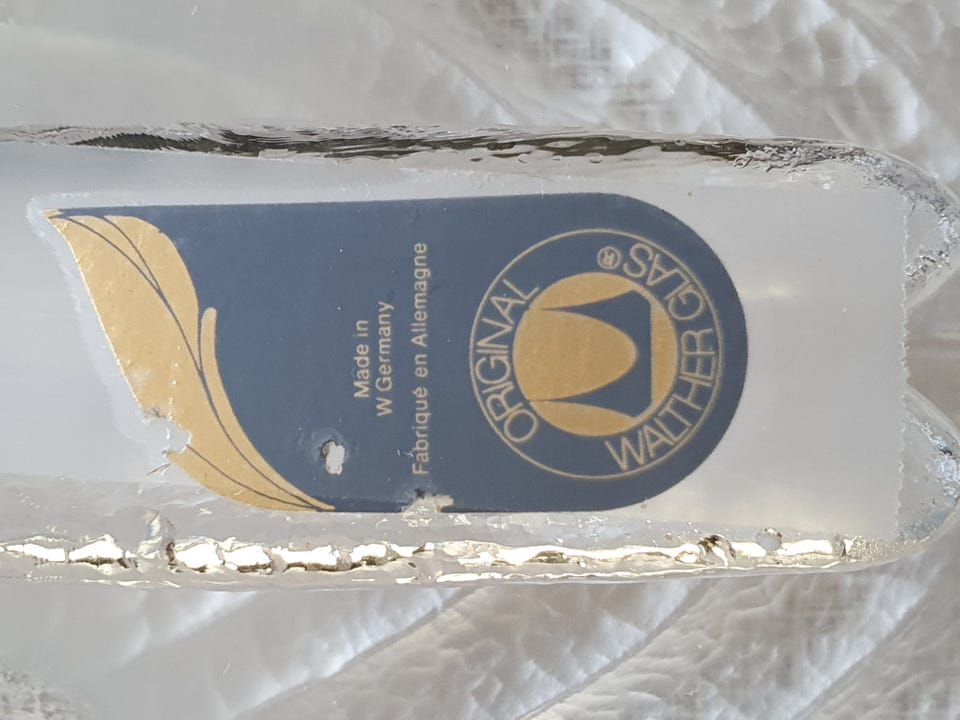 Made in
W Germany
Fabriqué en Allemagne
ORIGINAL
WALTHER GLAS®